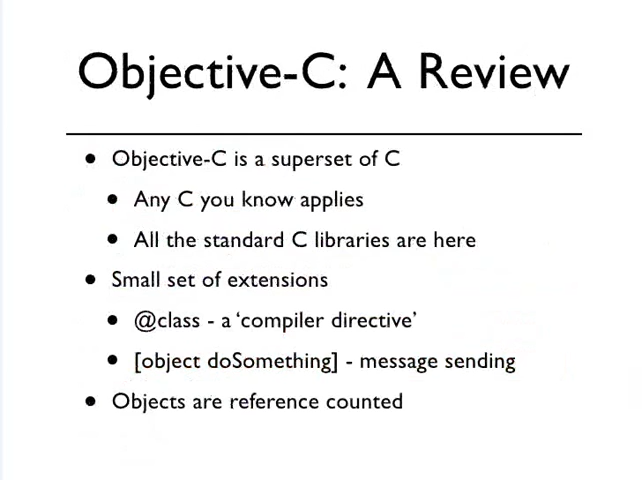 Objective-C: A Review
• Objective-C is a superset of C
• Any C you know applies
• All the standard C libraries are here
• Small set of extensions
• @class - a ‘compiler directive’
• [object doSomething] - message sending
• Objects are reference counted